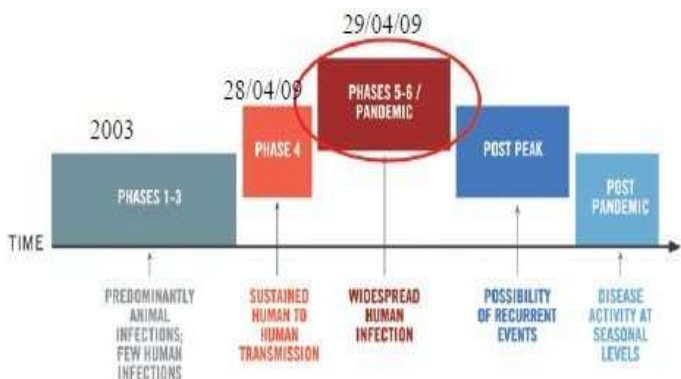 29/04/09
28/04/09
PHASES 5-6 /
PANDEMIC
2003
PHASE 4
POST PEAK
PHASES 1-3
POST
PANDEMIC
TIME
PREDOMINANTLY
ANIMAL
INFECTIONS;
FEW HUMAN
INFECTIONS
SUSTAINED
HUMAN TO
HUMAN
TRANSMISSION
WIDESPREAD
HUMAN
INFECTION
POSSIBILITY
OF RECURRENT
EVENTS
DISEASE
ACTIVITY AT
SEASONAL
LEVELS